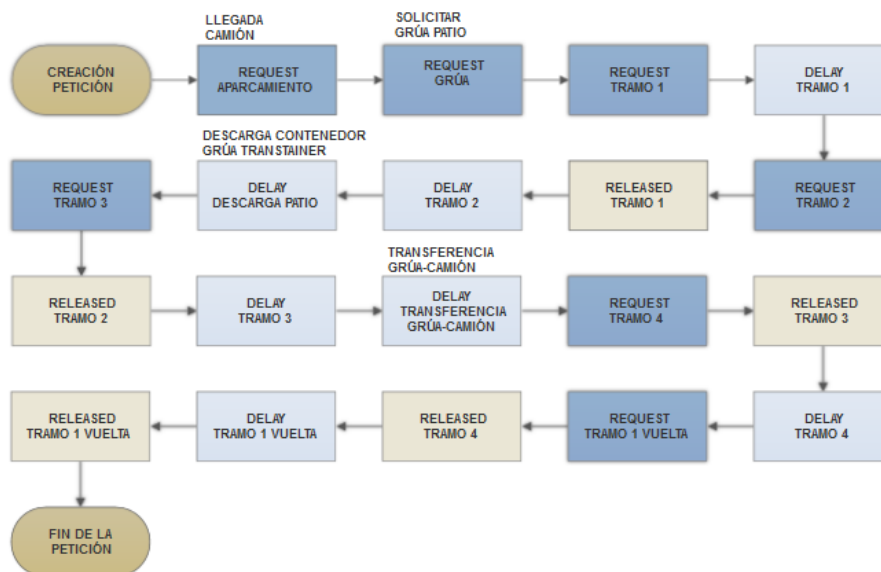 LLEGADA
CAMIÓN
SOLICITAR
GRÚA PATIO
CREACIÓN
PETICIÓN
REQUEST
APARCAMIENTO
REQUEST
GRÚA
REQUEST
TRAMO 1
DELAY
TRAMO 1
DESCARGA CONTENEDOR
GRÚA TRANSTAINER
REQUEST
TRAMO 3
DELAY
DESCARGA PATIO
DELAY
TRAMO 2
RELEASED
TRAMO 1
REQUEST
TRAMO 2
TRANSFERENCIA
GRÚA-CAMIÓN
RELEASED
TRAMO 2
DELAY
TRAMO 3
DELAY
TRANSFERENCIA
GRÚA-CAMIÓN
REQUEST
TRAMO 4
RELEASED
TRAMO 3
RELEASED
TRAMO 1 VUELTA
DELAY
TRAMO 1 VUELTA
RELEASED
TRAMO 4
REQUEST
TRAMO 1 VUELTA
DELAY
TRAMO 4
FIN DE LA
PETICIÓN